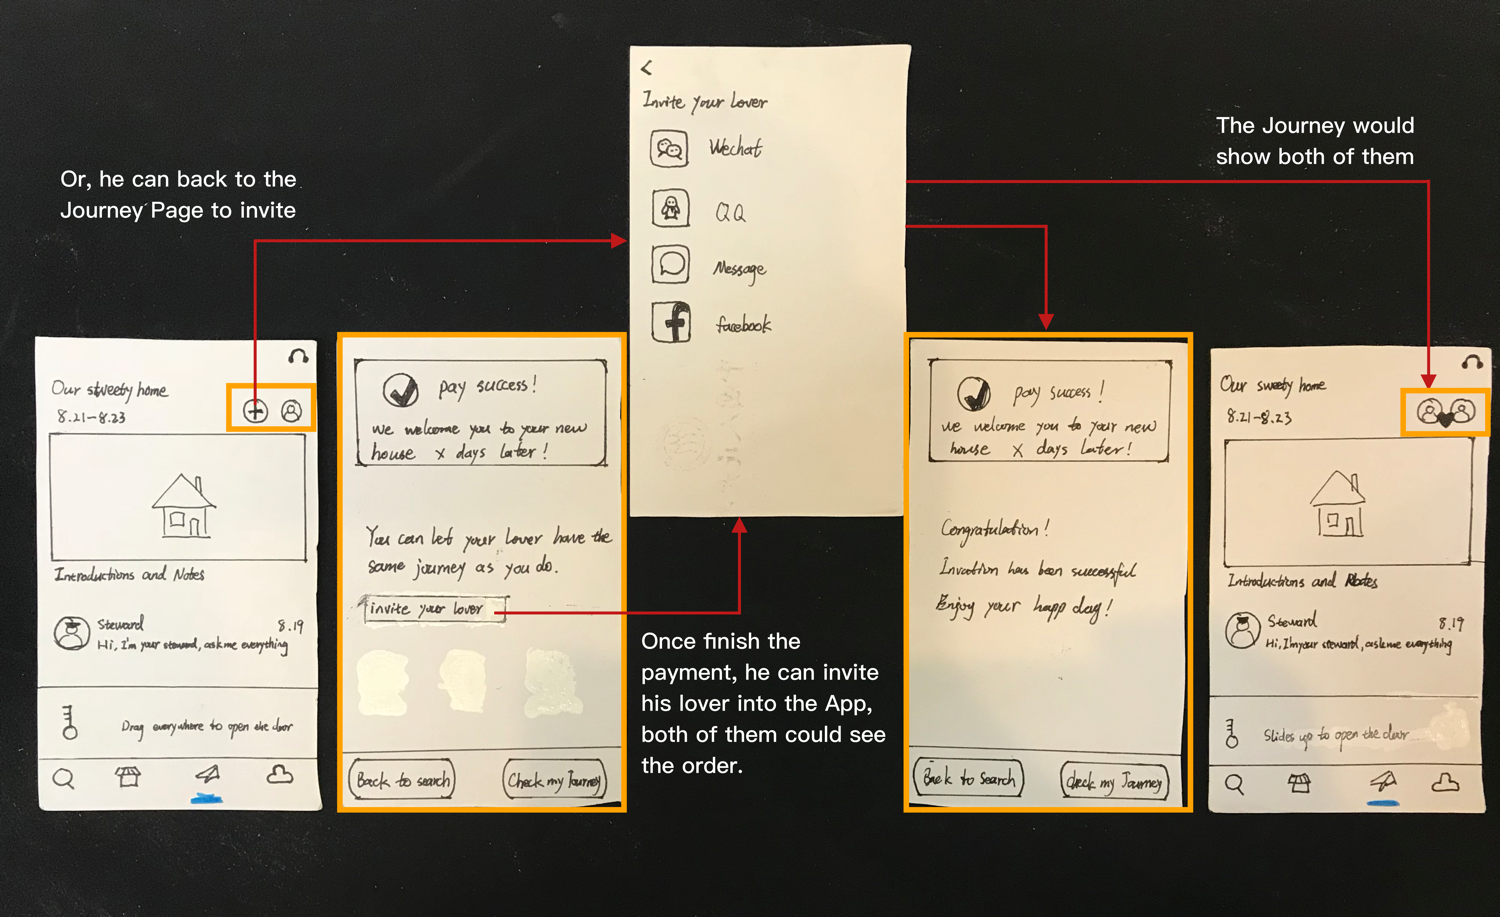 Or, he can back to the
Journey Page to invite
Our sweety home
8.21-8.23
Introductions and Notes
Steward
8.19
Hi, I'm your steward, ask me everything
Drag everywhere to open the door
pay success!
we welcome you to your new
house x days later!
You can let your lover have the
same journey as you do.
invite your lover
Back to search
Check my Journey
Invite your lover
Wechat
QQ
Message
facebook
Once finish the
payment, he can invite
his lover into the App,
both of them could see
the order.
pay success!
we welcome you to your new
house x days later!
Congratulation!
Invation has been successful
Enjoy your happ day!
Back to Search
check my Journey
The Journey would
show both of them
Our sweety home
8.21-8.23
Introductions and Notes
Steward
8.19
Hi, I'm your steward, ask me everything
Slides up to open the door